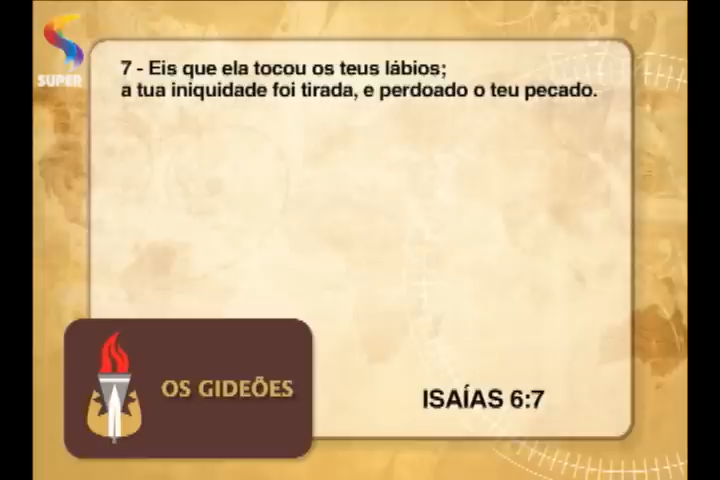 SUPER
7 - Eis que ela tocou os teus lábios;
a tua iniquidade foi tirada, e perdoado o teu pecado.
OS GIDEÕES
ISAÍAS 6:7